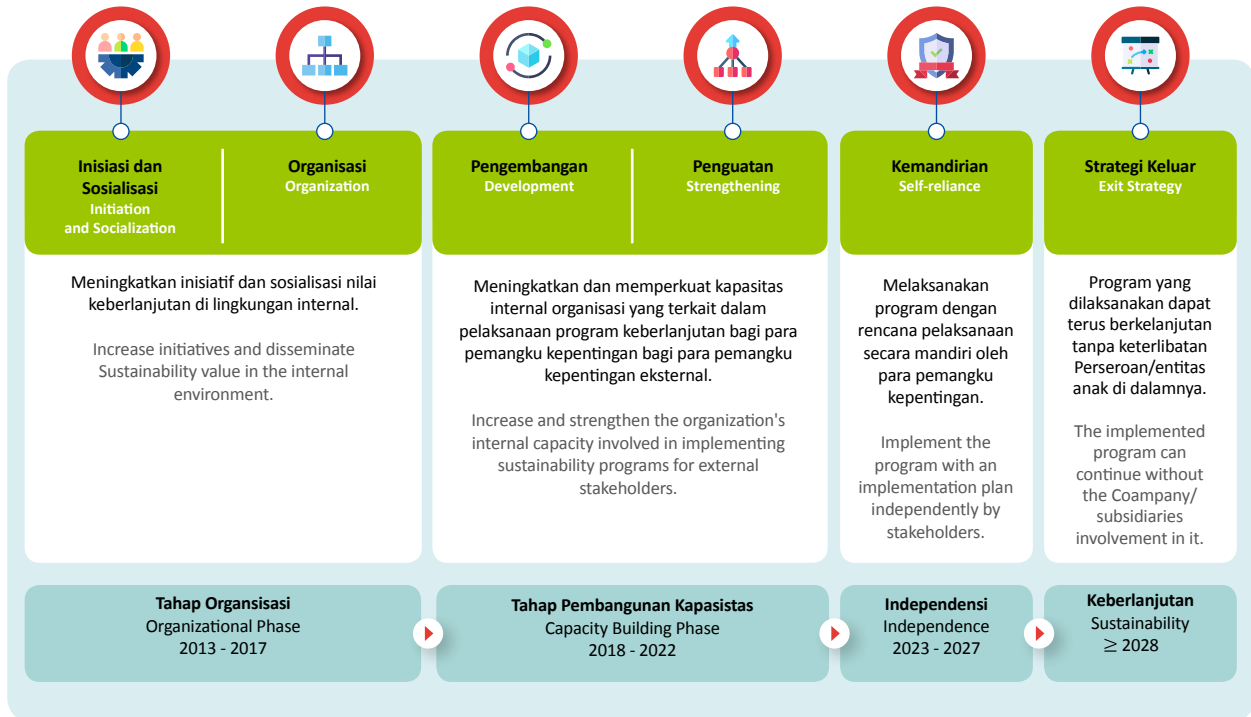 Inisiasi dan
Sosialisasi
Initiation
and Socialization
Organisasi
Organization
Pengembangan
Development
Penguatan
Strengthening
Kemandirian
Self-reliance
Strategi Keluar
Exit Strategy
Meningkatkan inisiatif dan sosialisasi nilai
keberlanjutan di lingkungan internal.
Increase initiatives and disseminate
Sustainability value in the internal
environment.
Meningkatkan dan memperkuat kapasitas
internal organisasi yang terkait dalam
pelaksanaan program keberlanjutan bagi para
pemangku kepentingan bagi para pemangku
kepentingan eksternal.
Increase and strengthen the organization's
internal capacity involved in implementing
sustainability programs for external
stakeholders.
Melaksanakan
program dengan
rencana pelaksanaan
secara mandiri oleh
para pemangku
kepentingan.
Implement the
program with an
implementation plan
independently by
stakeholders.
Program yang
dilaksanakan dapat
terus berkelanjutan
tanpa keterlibatan
Perseroan/entitas
anak di dalamnya.
The implemented
program can
continue without
the Coampany/
subsidiaries
involvement in it.
Tahap Organsisasi
Organizational Phase
2013 - 2017
Tahap Pembangunan Kapasistas
Capacity Building Phase
2018 - 2022
Independensi
Independence
2023 - 2027
Keberlanjutan
Sustainability
≥ 2028